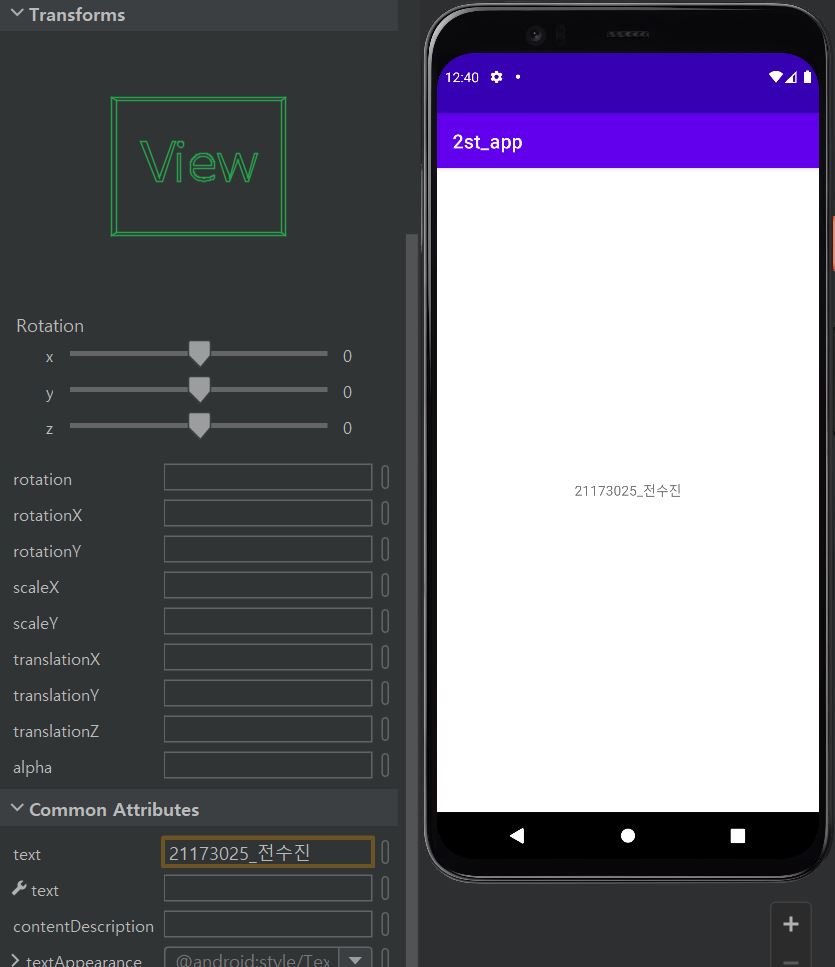 Transforms
View
Rotation
x 0
y 0
z 0
rotation
rotationX
rotationY
scaleX
scaleY
translationX
translationY
translationZ
alpha
Common Attributes
text 21173025_전수진
text
contentDescription
textAppearance @android:style/Tex
12:40
2st_app
21173025_전수진